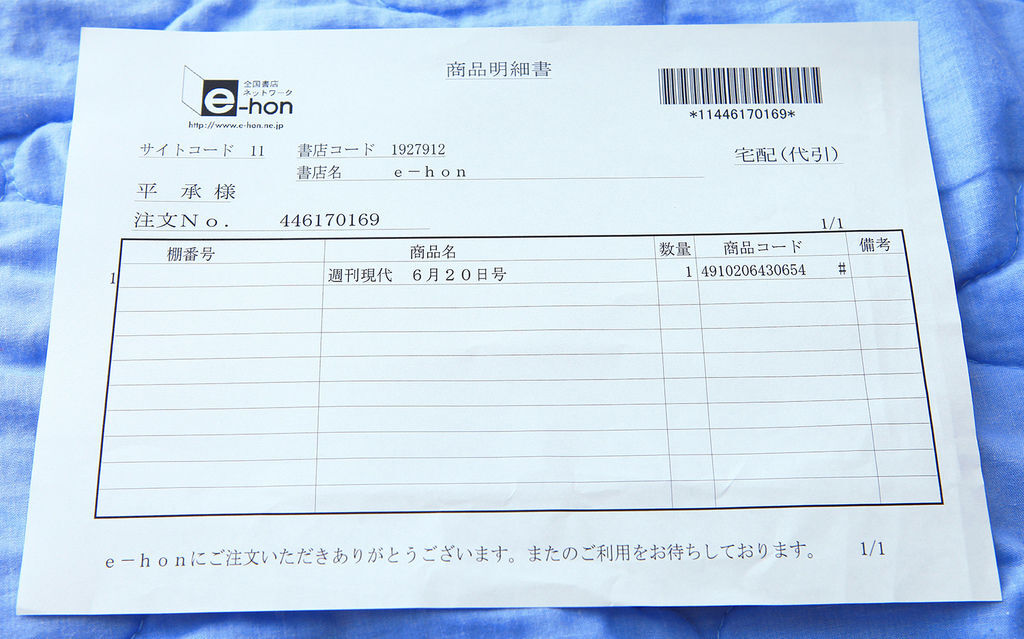 商品明細書
全国書店
ネットワーク
e-hon
http://www.e-hon.ne.jp
*11446170169*
サイトコード 11 書店コード 1927912
宅配(代引)
書店名 e-hon
平 承 様
注文No. 446170169
1/1
棚番号 商品名 数量 商品コード 備考
1 週刊現代 6月20日号 1 4910206430654 #
e-honにご注文いただきありがとうございます。またのご利用をお待ちしております。 1/1